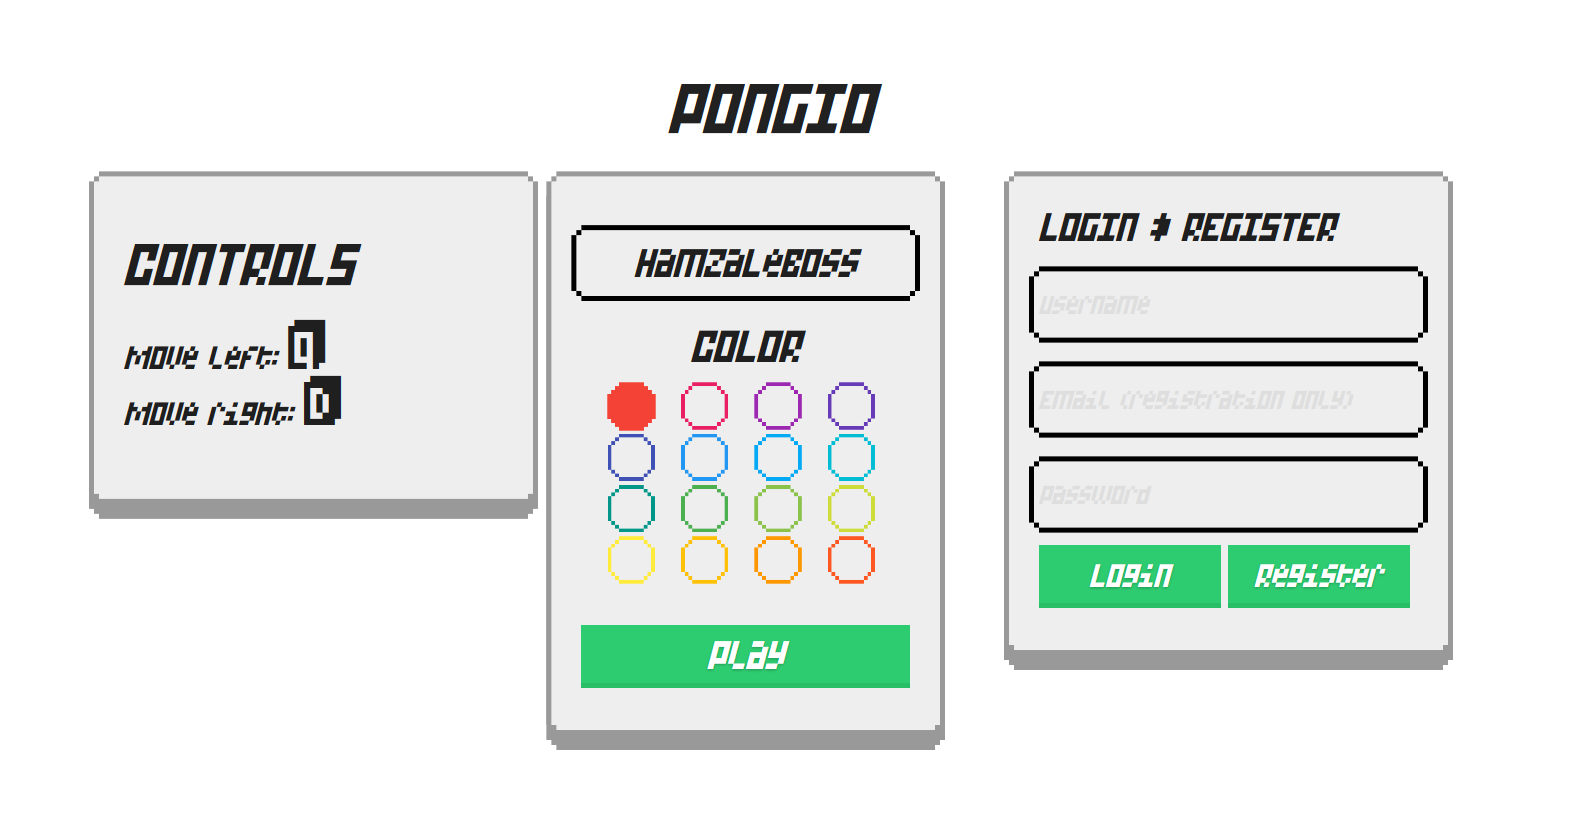 PONGIO
CONTROLS
Move left: q
Move right: D
HamzaLeBoss
COLOR
Play
LOGIN & REGISTER
username
Email (registration only)
password
Login
Register